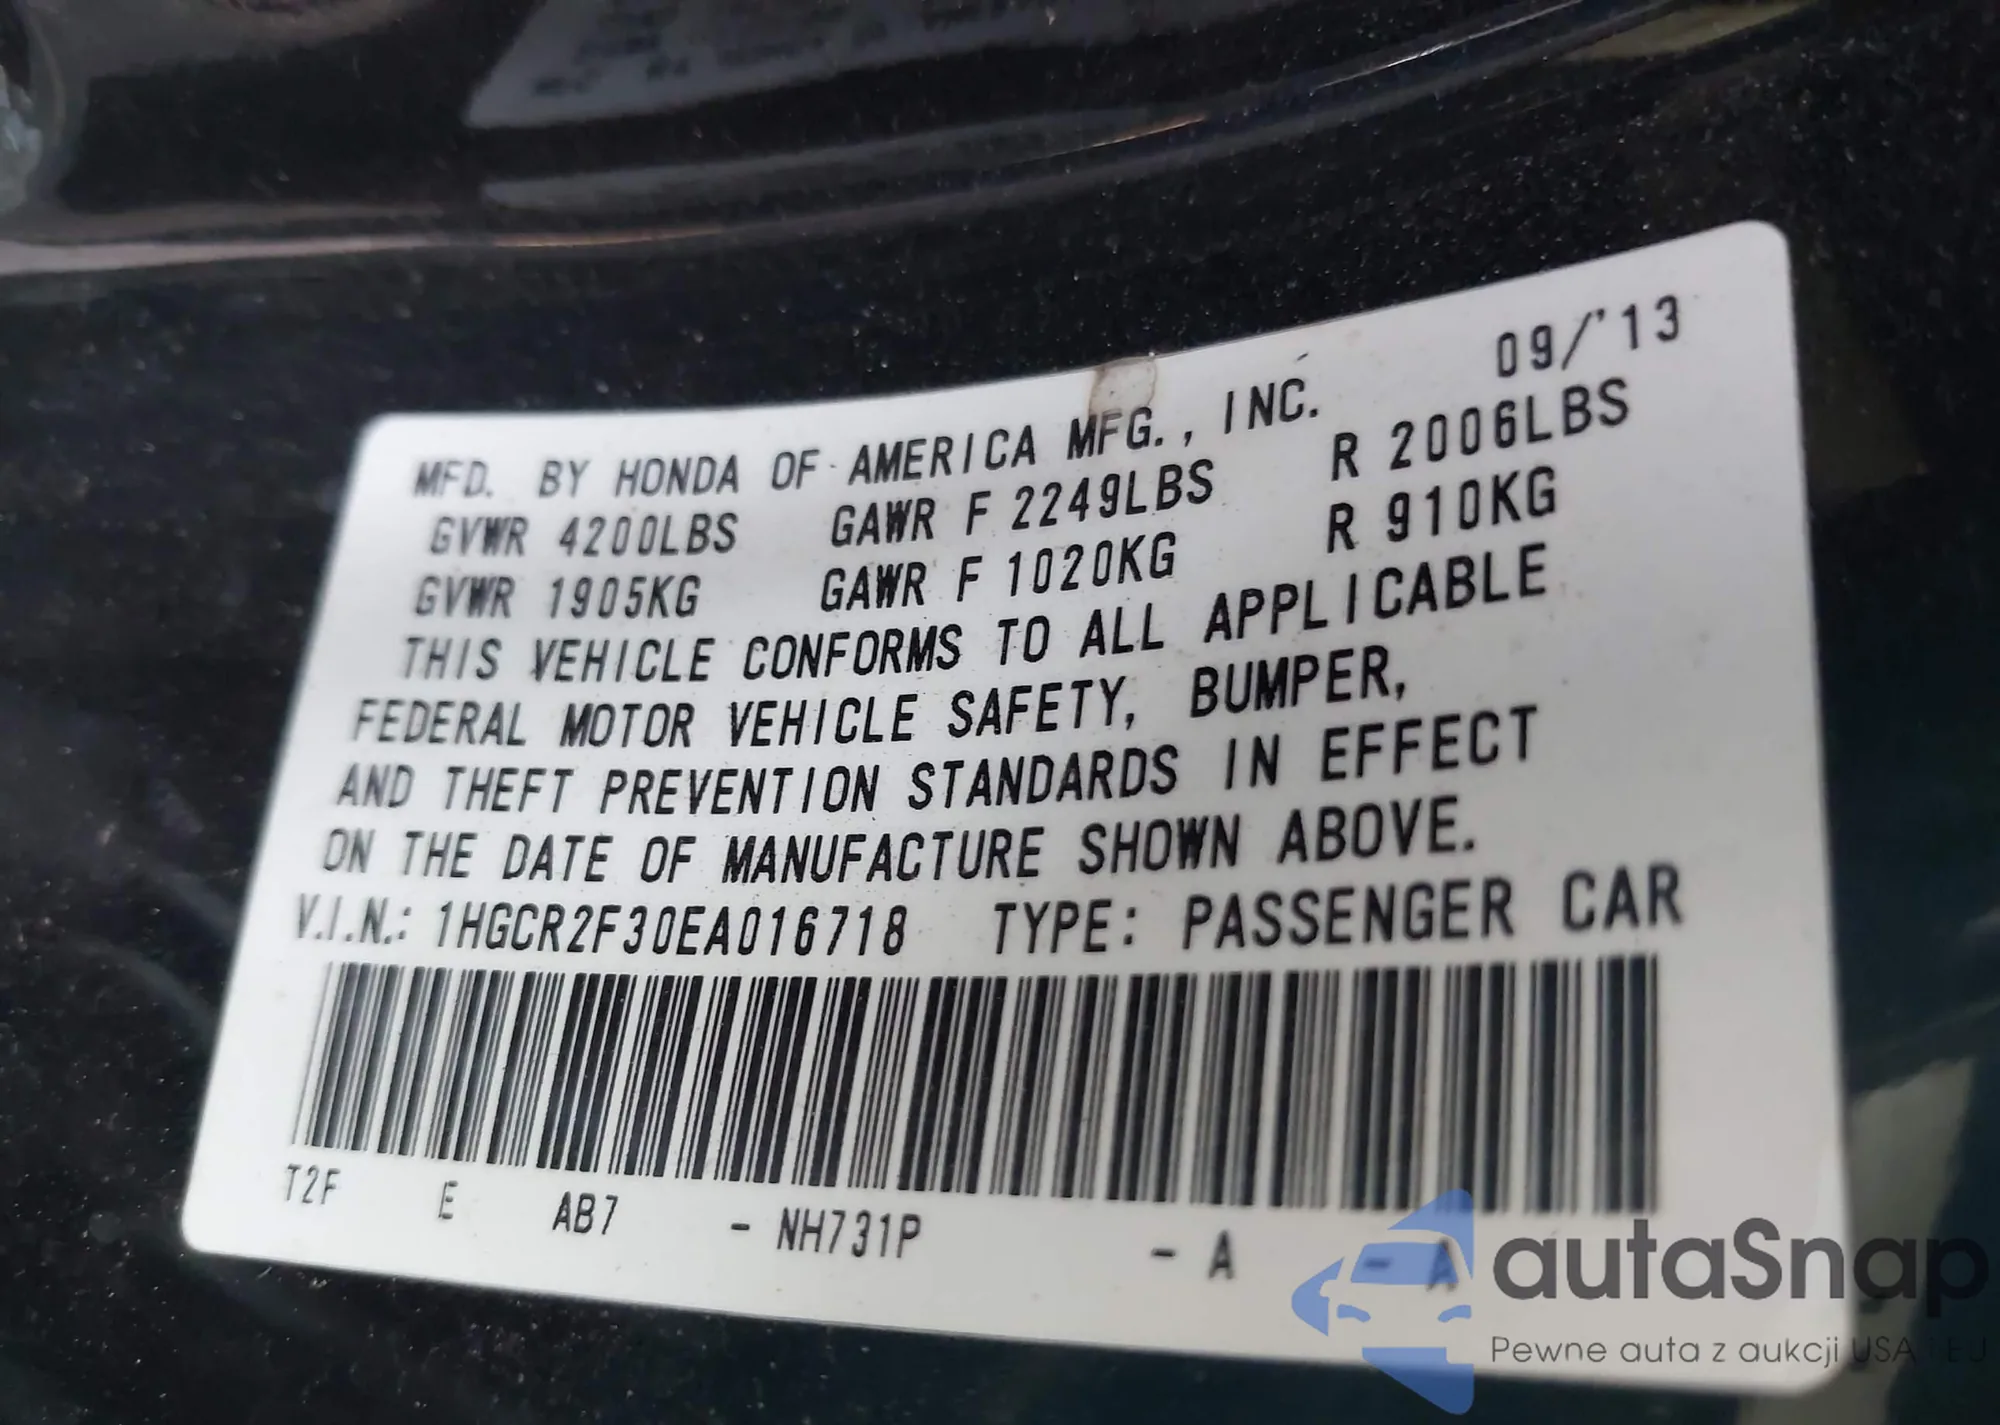 09/'13
MFD. BY HONDA OF AMERICA MFG., INC.
GVWR 4200LBS GAWR F 2249LBS R 2006LBS
GVWR 1905KG GAWR F 1020KG R 910KG
THIS VEHICLE CONFORMS TO ALL APPLICABLE
FEDERAL MOTOR VEHICLE SAFETY, BUMPER,
AND THEFT PREVENTION STANDARDS IN EFFECT
ON THE DATE OF MANUFACTURE SHOWN ABOVE.
V.I.N.: 1HGCR2F30EA016718 TYPE: PASSENGER CAR
T2F E AB7 - NH731P - A - A
autaSnap
Pewne auta z aukcji USA i EJ